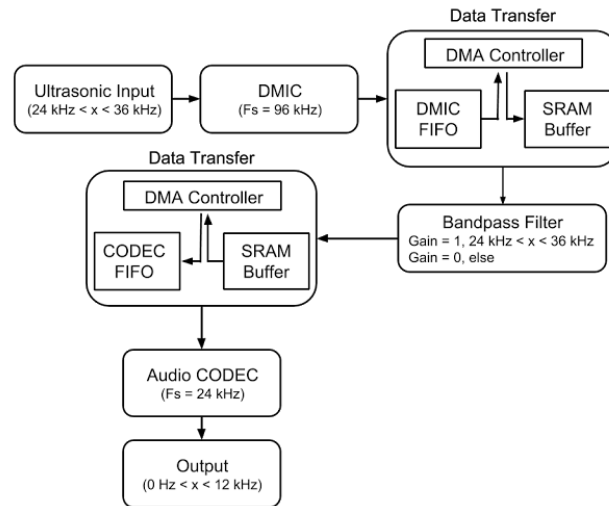 Data Transfer
DMA Controller
Ultrasonic Input
(24 kHz < x < 36 kHz)
DMIC
(Fs = 96 kHz)
DMIC
FIFO
SRAM
Buffer
Data Transfer
DMA Controller
CODEC
FIFO
SRAM
Buffer
Bandpass Filter
Gain = 1, 24 kHz < x < 36 kHz
Gain = 0, else
Audio CODEC
(Fs = 24 kHz)
Output
(0 Hz < x < 12 kHz)